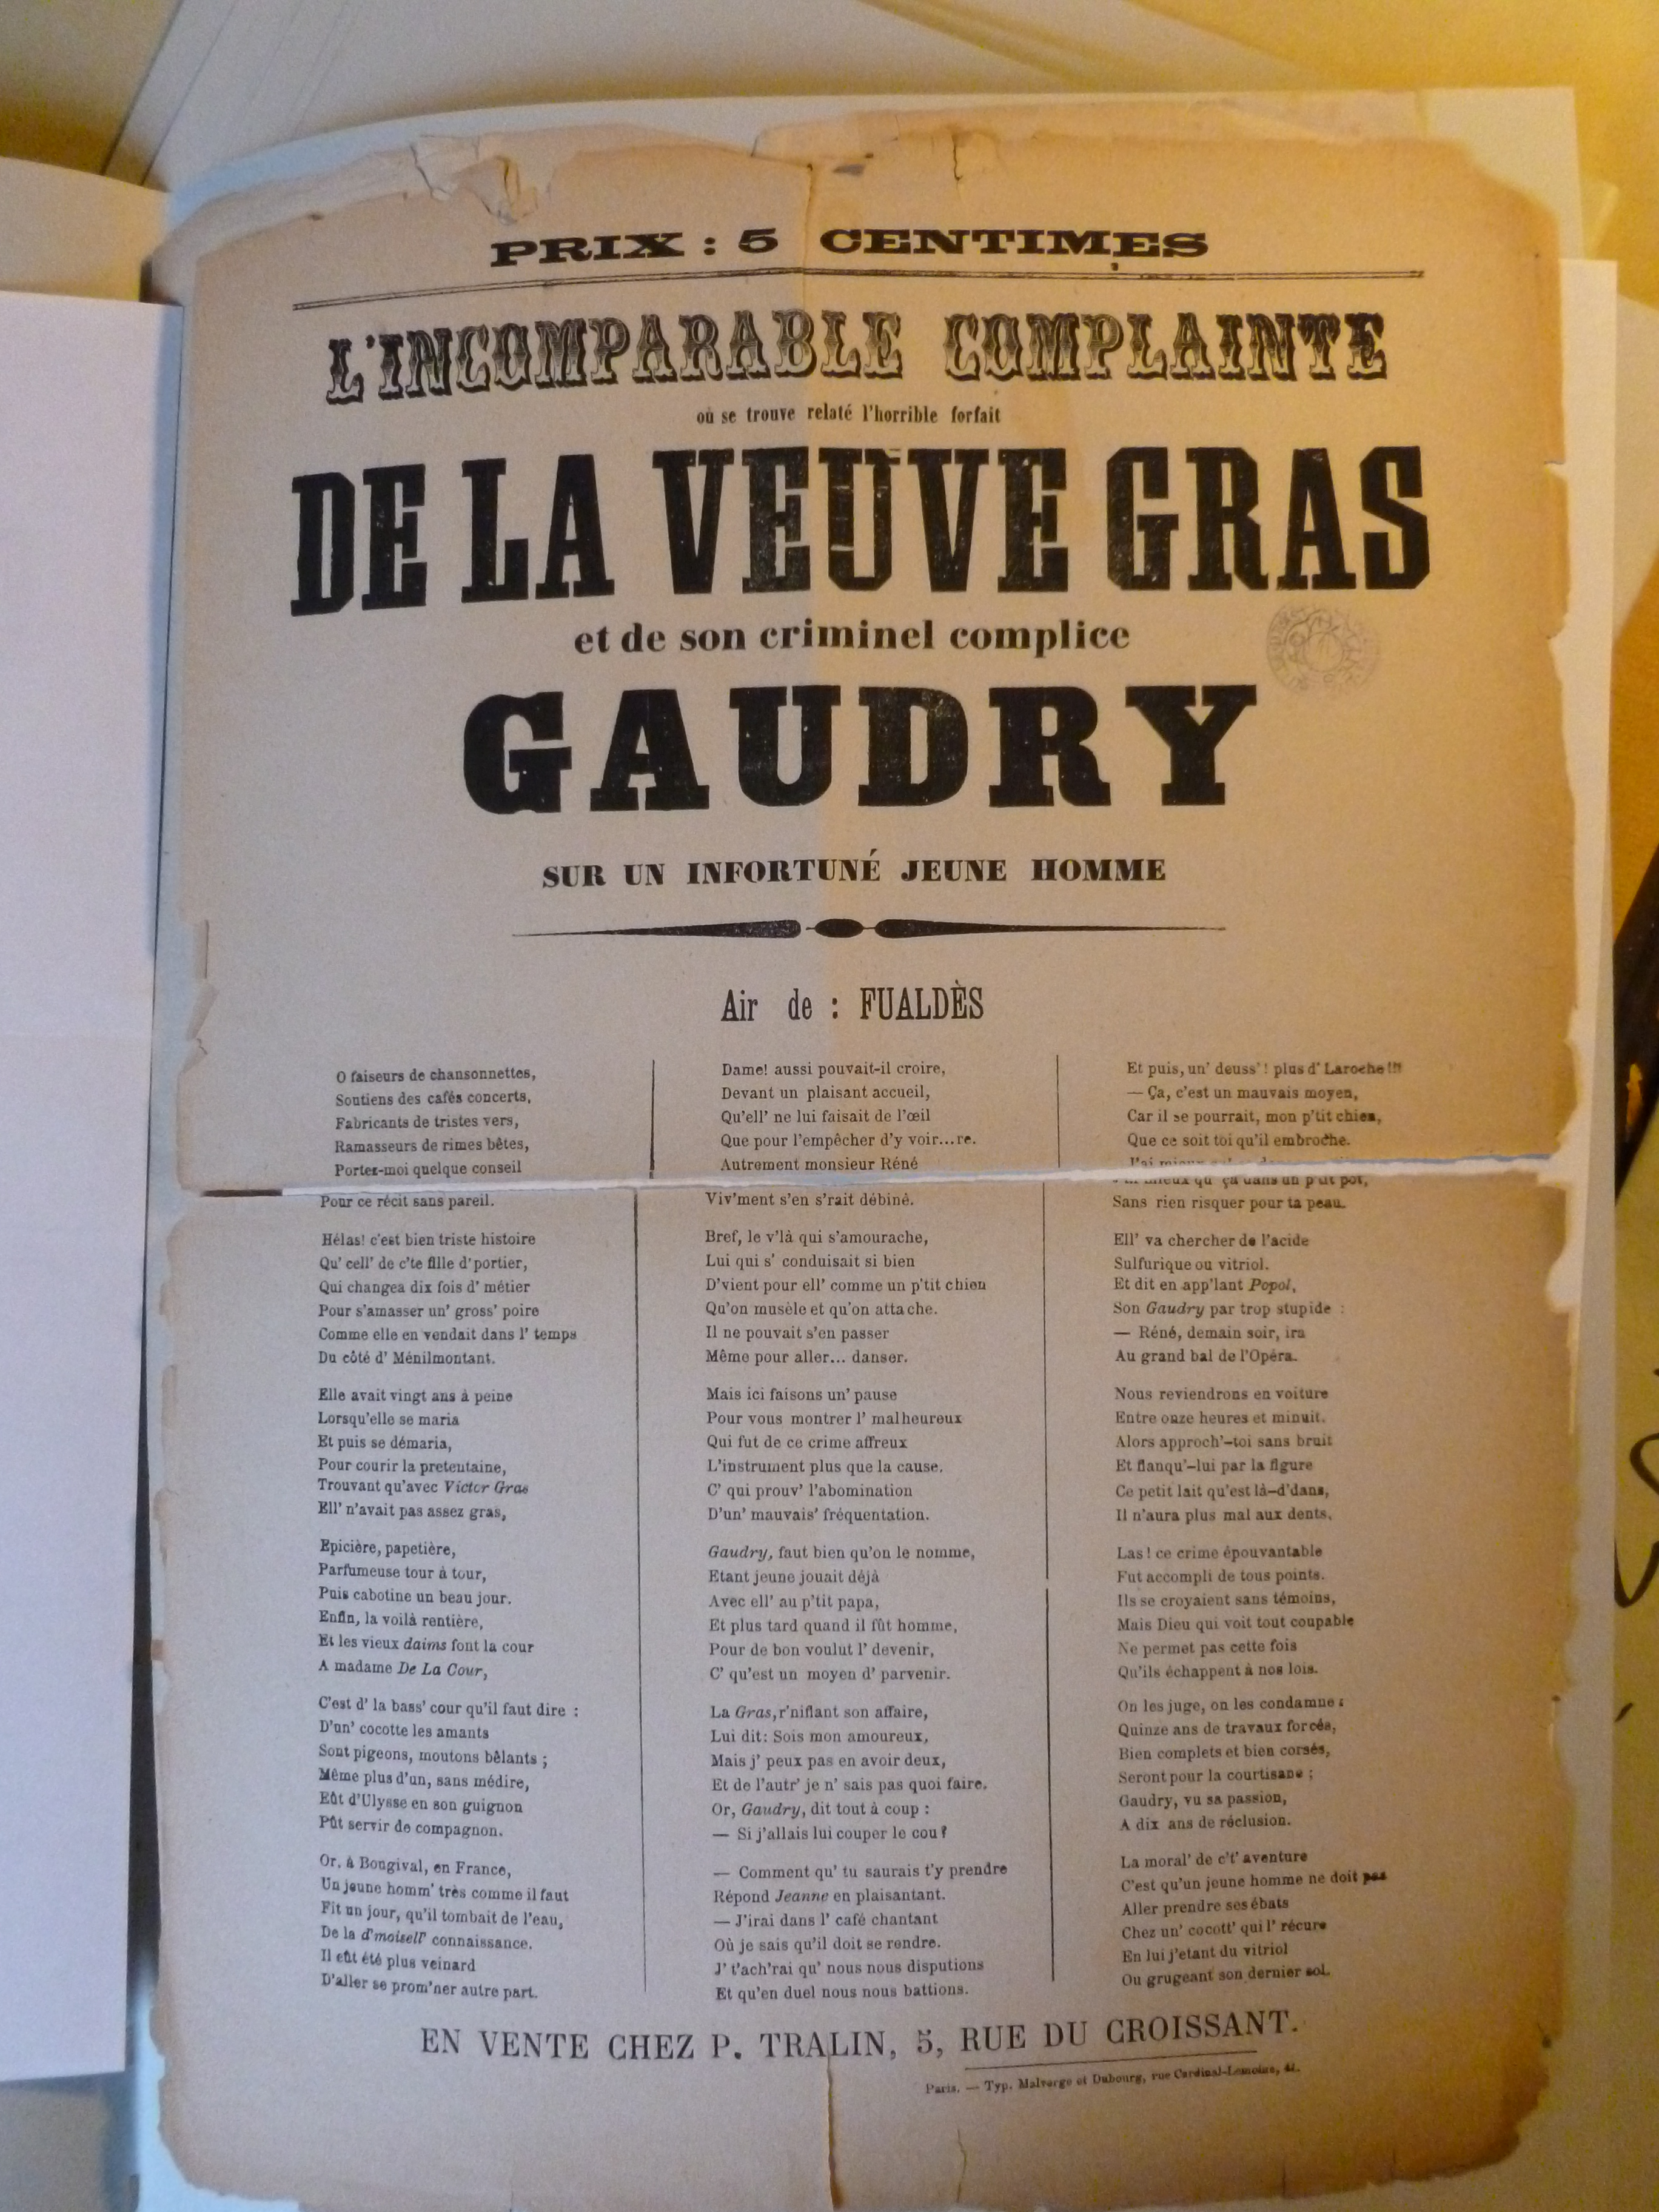 PRIX : 5 CENTIMES
L'INCOMPARABLE COMPLAINTE
où se trouve relaté l'horrible forfait
DE LA VEUVE GRAS
et de son criminel complice
GAUDRY
SUR UN INFORTUNÉ JEUNE HOMME
Air de : FUALDÈS
O faiseurs de chansonnettes,
Soutiens des cafés concerts,
Fabricants de tristes vers,
Ramasseurs de rimes bêtes,
Portez-moi quelque conseil
Pour ce récit sans pareil.
Hélas! c'est bien triste histoire
Qu' cell' de c'te fille d'portier,
Qui changea dix fois d' métier
Pour s'amasser un' gross' poire
Comme elle en vendait dans l' temps
Du côté d' Ménilmontant.
Elle avait vingt ans à peine
Lorsqu'elle se maria
Et puis se démaria,
Pour courir la pretentaine,
Trouvant qu'avec Victor Gras
Ell' n'avait pas assez gras,
Epicière, papetière,
Parfumeuse tour à tour,
Puis cabotine un beau jour.
Enfin, la voilà rentière,
Et les vieux daims font la cour
A madame De La Cour,
C'est d' la bass' cour qu'il faut dire :
D'un' cocotte les amants
Sont pigeons, moutons bêlants ;
Même plus d'un, sans médire,
Eût d'Ulysse en son guignon
Pût servir de compagnon.
Or, à Bougival, en France,
Un jeune homm' très comme il faut
Fit un jour, qu'il tombait de l'eau,
De la d'moisell' connaissance.
Il eût été plus veinard
D'aller se prom'ner autre part.
Dame! aussi pouvait-il croire,
Devant un plaisant accueil,
Qu'ell' ne lui faisait de l'œil
Que pour l'empêcher d'y voir...re.
Autrement monsieur Réné
Viv'ment s'en s'rait débiné.
Bref, le v'là qui s'amourache,
Lui qui s' conduisait si bien
D'vient pour ell' comme un p'tit chien
Qu'on musèle et qu'on attache.
Il ne pouvait s'en passer
Même pour aller... danser.
Mais ici faisons un' pause
Pour vous montrer l' malheureux
Qui fut de ce crime affreux
L'instrument plus que la cause.
C' qui prouv' l'abomination
D'un' mauvais' fréquentation.
Gaudry, faut bien qu'on le nomme,
Etant jeune jouait déjà
Avec ell' au p'tit papa,
Et plus tard quand il fût homme,
Pour de bon voulut l' devenir,
C' qu'est un moyen d' parvenir.
La Gras, r'niflant son affaire,
Lui dit: Sois mon amoureux,
Mais j' peux pas en avoir deux,
Et de l'autr' je n' sais pas quoi faire.
Or, Gaudry, dit tout à coup :
— Si j'allais lui couper le cou ?
— Comment qu' tu saurais t'y prendre
Répond Jeanne en plaisantant.
— J'irai dans l' café chantant
Où je sais qu'il doit se rendre.
J' t'ach'rai qu' nous nous disputions
Et qu'en duel nous nous battions.
Et puis, un' deuss' ! plus d' Laroche !!!
— Ça, c'est un mauvais moyen,
Car il se pourrait, mon p'tit chien,
Que ce soit toi qu'il embroche.
J'ai mieux qu' ça dans un p'tit pot,
Sans rien risquer pour ta peau.
Ell' va chercher de l'acide
Sulfurique ou vitriol.
Et dit en app'lant Popol,
Son Gaudry par trop stupide :
— Réné, demain soir, ira
Au grand bal de l'Opéra.
Nous reviendrons en voiture
Entre onze heures et minuit.
Alors approch'-toi sans bruit
Et flanqu'-lui par la figure
Ce petit lait qu'est là-d'dans,
Il n'aura plus mal aux dents.
Las ! ce crime épouvantable
Fut accompli de tous points.
Ils se croyaient sans témoins,
Mais Dieu qui voit tout coupable
Ne permet pas cette fois
Qu'ils échappent à nos lois.
On les juge, on les condamne :
Quinze ans de travaux forcés,
Bien complets et bien corsés,
Seront pour la courtisane ;
Gaudry, vu sa passion,
A dix ans de réclusion.
La moral' de c't' aventure
C'est qu'un jeune homme ne doit pas
Aller prendre ses ébats
Chez un' cocott' qui l' récure
En lui j'etant du vitriol
Ou grugeant son dernier sol.
EN VENTE CHEZ P. TRALIN, 5, RUE DU CROISSANT.
Paris. — Typ. Malverge et Dubourg, rue Cardinal-Lemoine, 41.